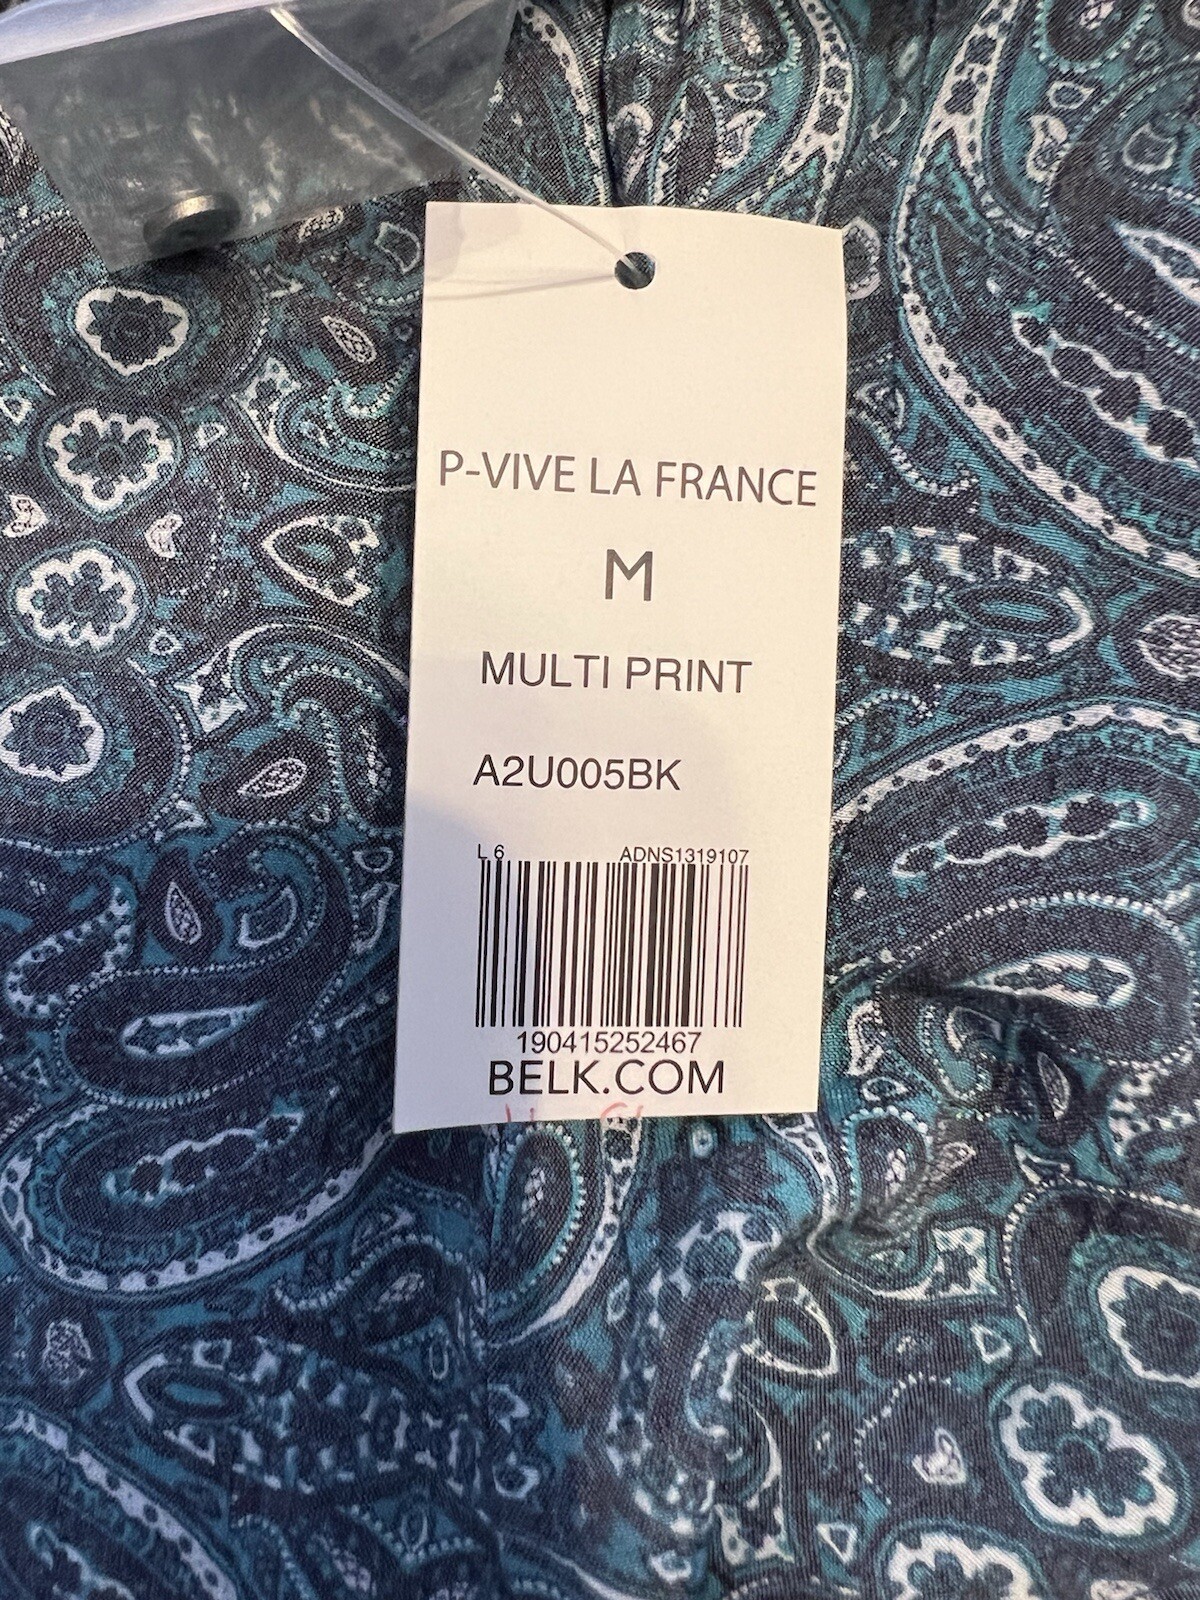 P-VIVE LA FRANCE
M
MULTI PRINT
A2U005BK
L 6 ADNS1319107
190415252467
BELK.COM